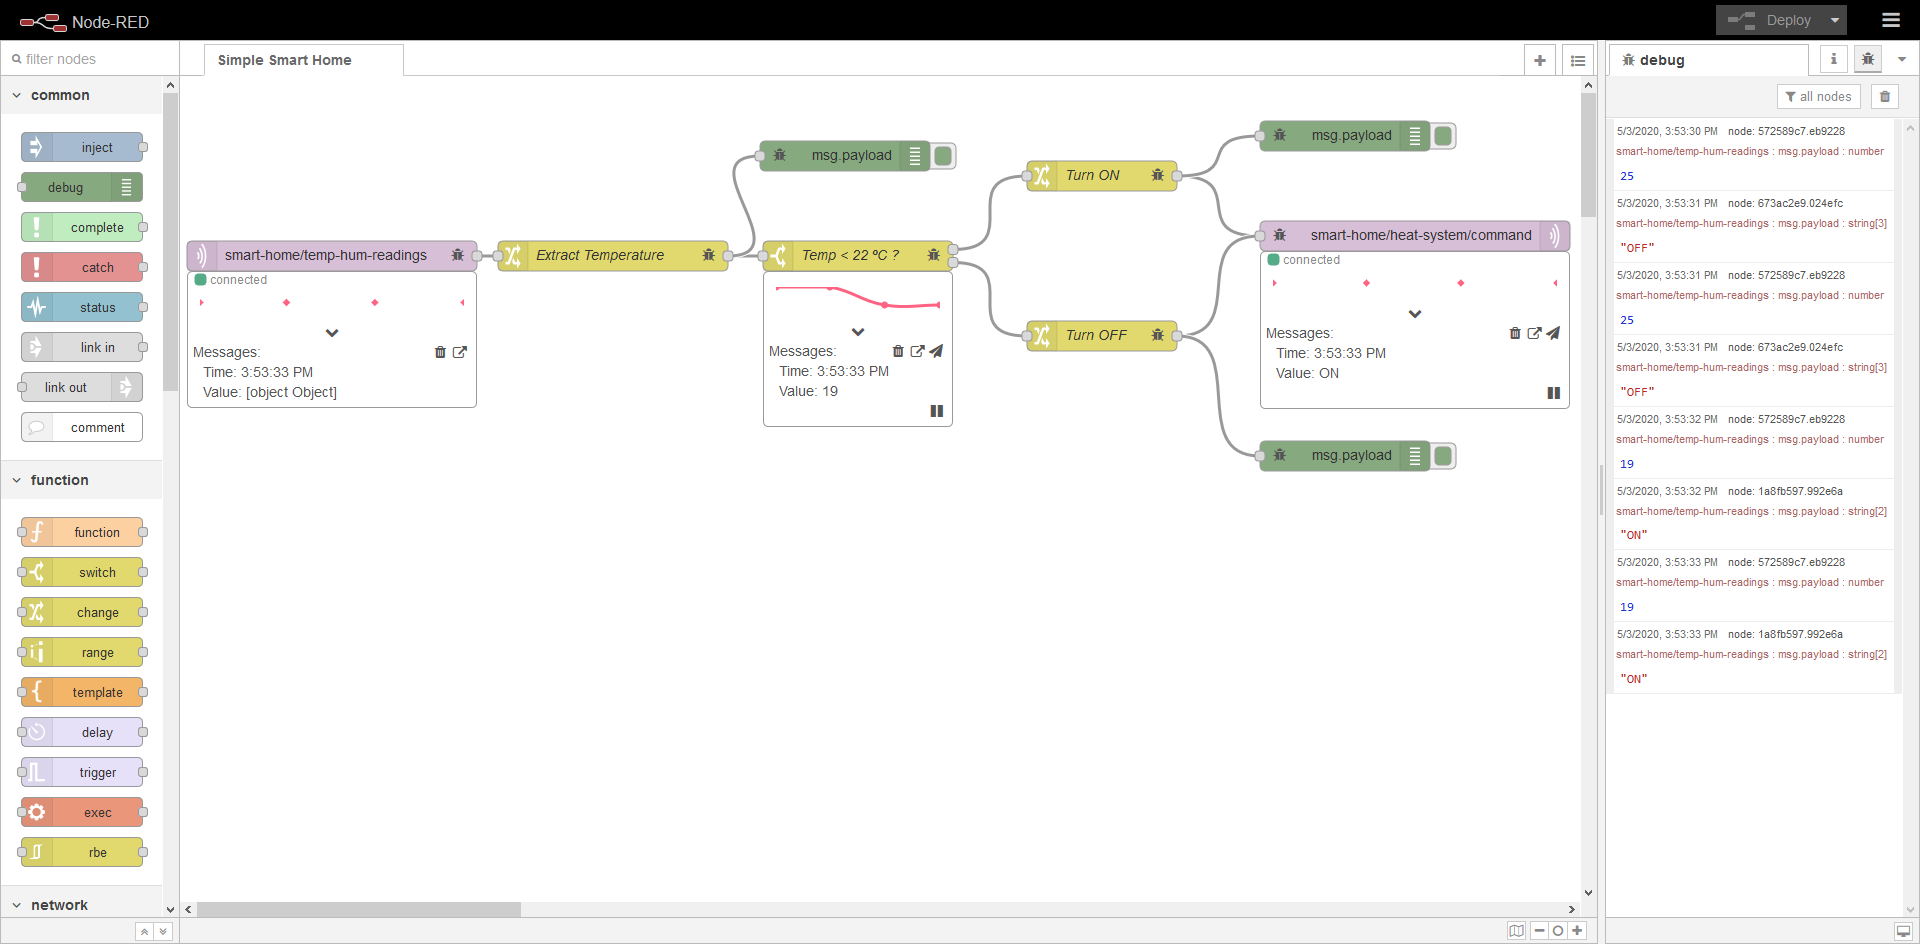 Node-RED
Deploy
filter nodes
common
inject
debug
complete
catch
status
link in
link out
comment
function
function
switch
change
range
template
delay
trigger
exec
rbe
network
Simple Smart Home
smart-home/temp-hum-readings
connected
Messages:
Time: 3:53:33 PM
Value: [object Object]
Extract Temperature
msg.payload
Temp < 22 ºC ?
Messages:
Time: 3:53:33 PM
Value: 19
Turn ON
Turn OFF
msg.payload
smart-home/heat-system/command
connected
Messages:
Time: 3:53:33 PM
Value: ON
msg.payload
debug
all nodes
5/3/2020, 3:53:30 PM node: 572589c7.eb9228
smart-home/temp-hum-readings : msg.payload : number
25
5/3/2020, 3:53:31 PM node: 673ac2e9.024efc
smart-home/temp-hum-readings : msg.payload : string[3]
"OFF"
5/3/2020, 3:53:31 PM node: 572589c7.eb9228
smart-home/temp-hum-readings : msg.payload : number
25
5/3/2020, 3:53:31 PM node: 673ac2e9.024efc
smart-home/temp-hum-readings : msg.payload : string[3]
"OFF"
5/3/2020, 3:53:32 PM node: 572589c7.eb9228
smart-home/temp-hum-readings : msg.payload : number
19
5/3/2020, 3:53:32 PM node: 1a8fb597.992e6a
smart-home/temp-hum-readings : msg.payload : string[2]
"ON"
5/3/2020, 3:53:33 PM node: 572589c7.eb9228
smart-home/temp-hum-readings : msg.payload : number
19
5/3/2020, 3:53:33 PM node: 1a8fb597.992e6a
smart-home/temp-hum-readings : msg.payload : string[2]
"ON"